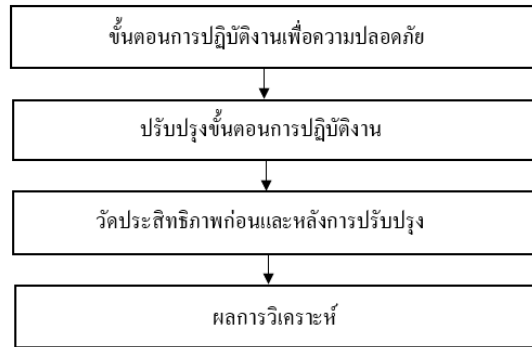 ขั้นตอนการปฏิบัติงานเพื่อความปลอดภัย
ปรับปรุงขั้นตอนการปฏิบัติงาน
วัดประสิทธิภาพก่อนและหลังการปรับปรุง
ผลการวิเคราะห์